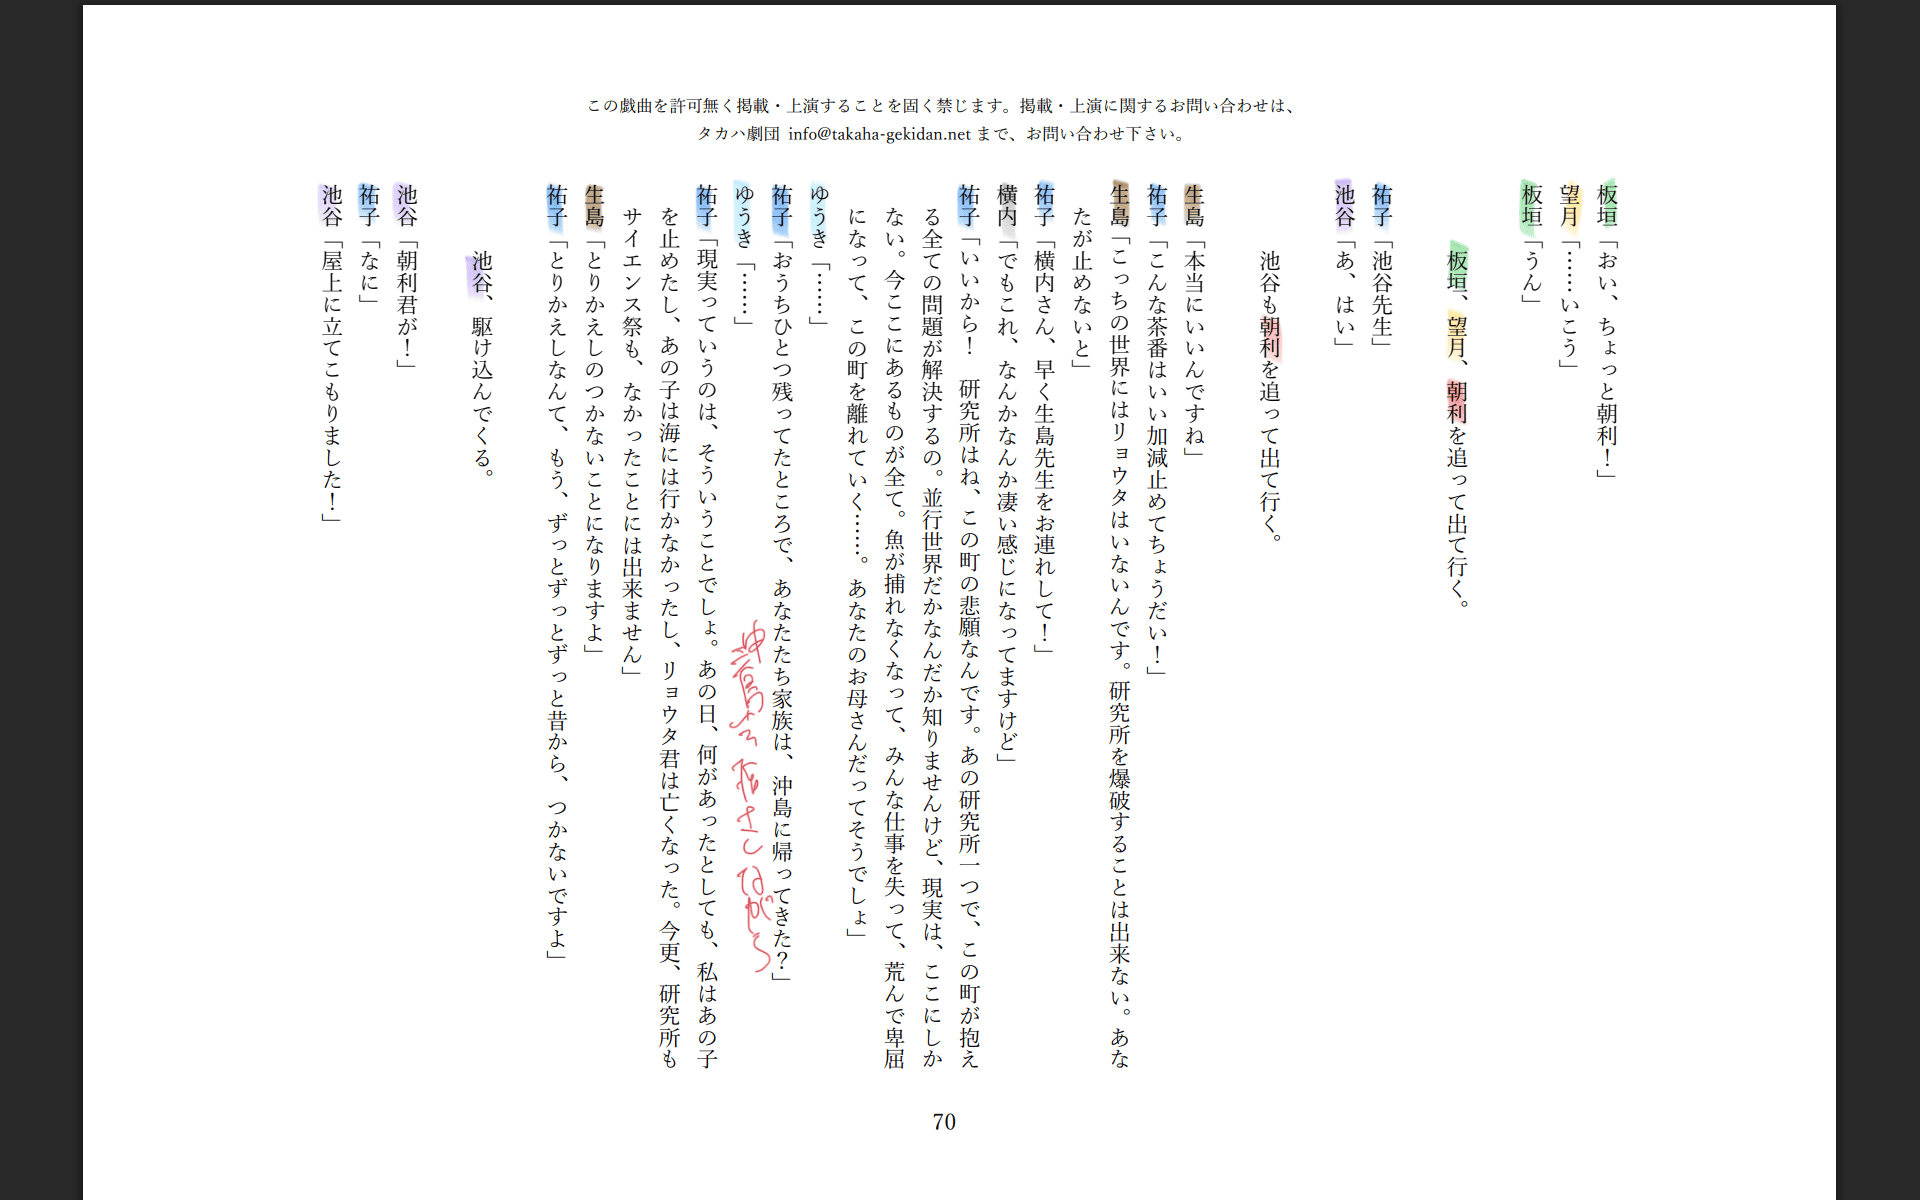 この戯曲を許可無く掲載・上演することを固く禁じます。掲載・上演に関するお問い合わせは、
タカハ劇団 info@takaha-gekidan.net まで、お問い合わせ下さい。
板垣「おい、ちょっと朝利！」
望月「……いこう」
板垣「うん」
板垣、望月、朝利を追って出て行く。
祐子「池谷先生」
池谷「あ、はい」
池谷も朝利を追って出て行く。
生島「本当にいいんですね」
祐子「こんな茶番はいい加減止めてちょうだい！」
生島「こっちの世界にはリョウタはいないんです。研究所を爆破することは出来ない。あな
たが止めないと」
祐子「横内さん、早く生島先生をお連れして！」
横内「でもこれ、なんかなんか凄い感じになってますけど」
祐子「いいから！　研究所はね、この町の悲願なんです。あの研究所一つで、この町が抱え
る全ての問題が解決するの。並行世界だかなんだか知りませんけど、現実は、ここにしか
ない。今ここにあるものが全て。魚が捕れなくなって、みんな仕事を失って、荒んで卑屈
になって、この町を離れていく……。あなたのお母さんだってそうでしょ」
ゆうき「……」
祐子「おうちひとつ残ってたところで、あなたたち家族は、沖島に帰ってきた？」
ゆうき「……」
沖島を指さしながら
祐子「現実っていうのは、そういうことでしょ。あの日、何があったとしても、私はあの子
を止めたし、あの子は海には行かなかったし、リョウタ君は亡くなった。今更、研究所も
サイエンス祭も、なかったことには出来ません」
生島「とりかえしのつかないことになりますよ」
祐子「とりかえしなんて、もう、ずっとずっとずっと昔から、つかないですよ」
池谷、駆け込んでくる。
池谷「朝利君が！」
祐子「なに」
池谷「屋上に立てこもりました！」
70